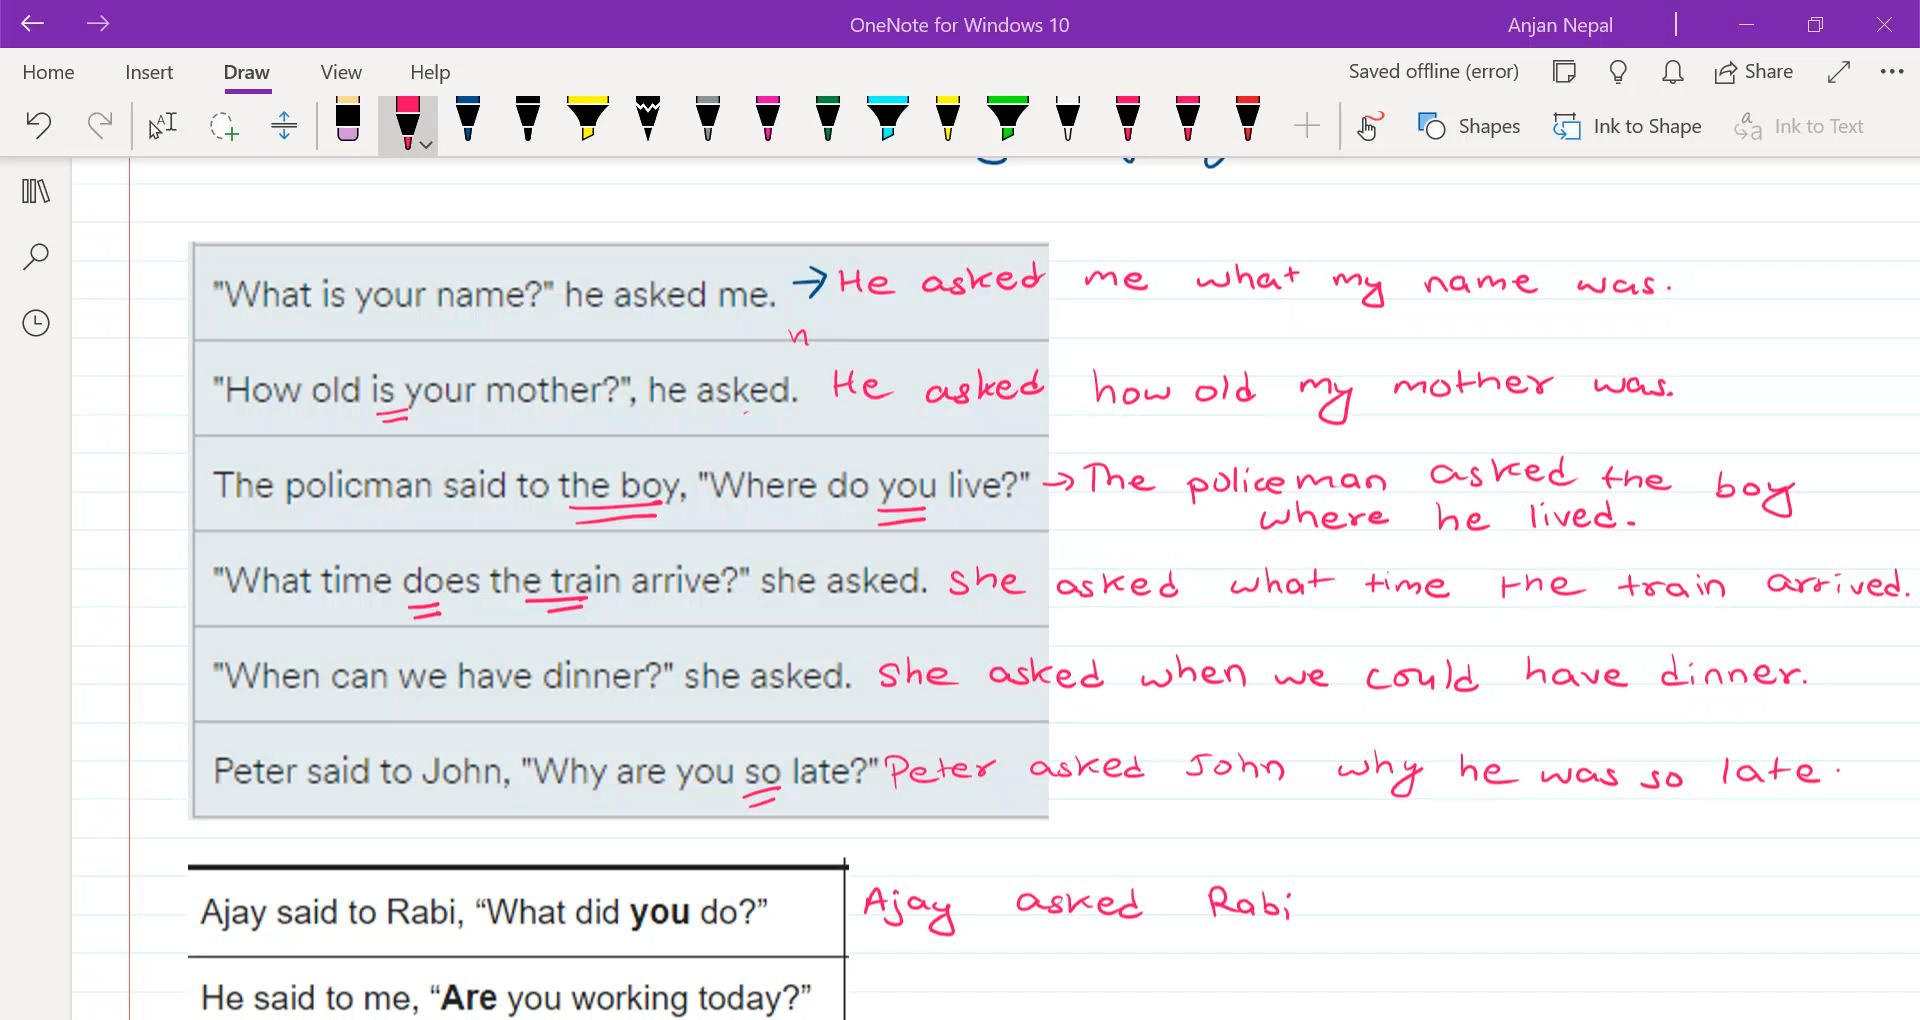 OneNote for Windows 10
Anjan Nepal
Home Insert Draw View Help
Saved offline (error) Share
Shapes Ink to Shape Ink to Text
"What is your name?" he asked me. → He asked me what my name was.
n
"How old is your mother?", he asked. He asked how old my mother was.
The policman said to the boy, "Where do you live?" → The policeman asked the boy
where he lived.
"What time does the train arrive?" she asked. She asked what time the train arrived.
"When can we have dinner?" she asked. She asked when we could have dinner.
Peter said to John, "Why are you so late?" Peter asked John why he was so late.
Ajay said to Rabi, “What did you do?” Ajay asked Rabi
He said to me, “Are you working today?”